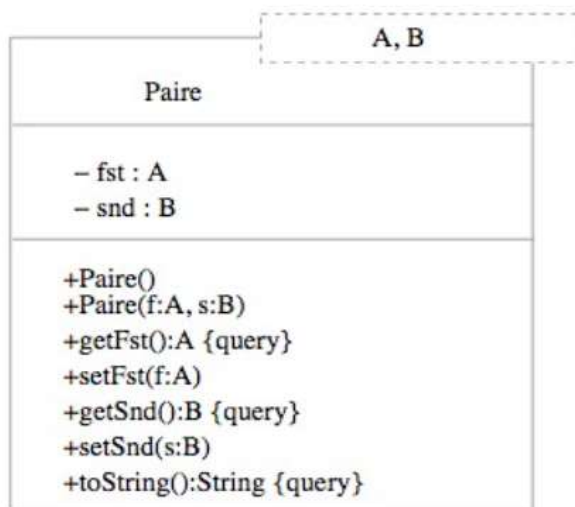 A, B
Paire
– fst : A
– snd : B
+Paire()
+Paire(f:A, s:B)
+getFst():A {query}
+setFst(f:A)
+getSnd():B {query}
+setSnd(s:B)
+toString():String {query}